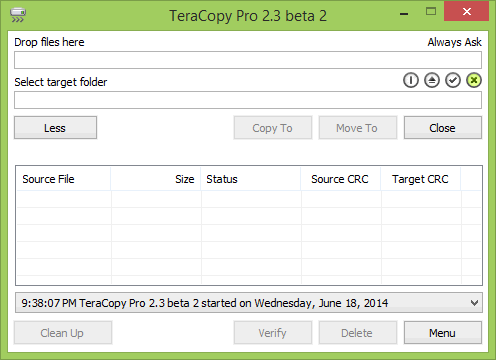 TeraCopy Pro 2.3 beta 2
Drop files here Always Ask
Select target folder
Less Copy To Move To Close
Source File Size Status Source CRC Target CRC
9:38:07 PM TeraCopy Pro 2.3 beta 2 started on Wednesday, June 18, 2014
Clean Up Verify Delete Menu